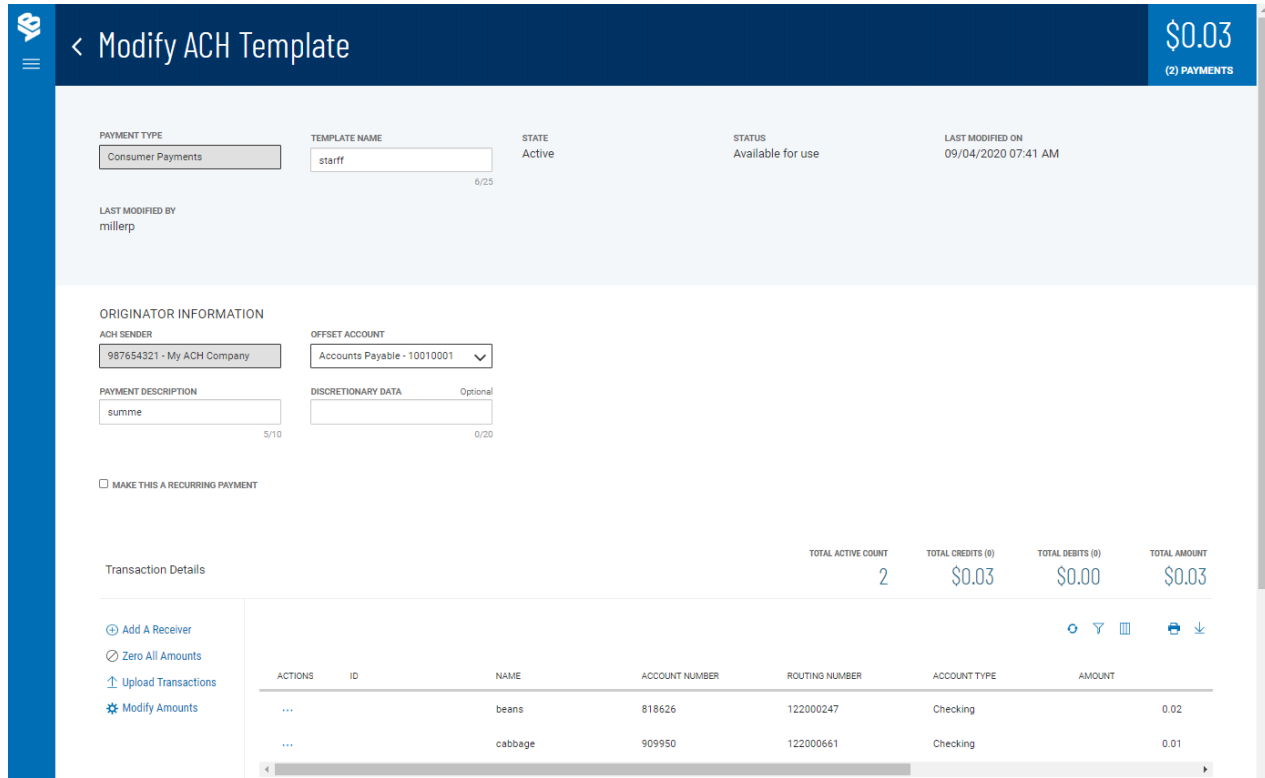 Modify ACH Template
$0.03
(2) PAYMENTS
PAYMENT TYPE
Consumer Payments
TEMPLATE NAME
starff
6/25
STATE
Active
STATUS
Available for use
LAST MODIFIED ON
09/04/2020 07:41 AM
LAST MODIFIED BY
millerp
ORIGINATOR INFORMATION
ACH SENDER
987654321 - My ACH Company
OFFSET ACCOUNT
Accounts Payable - 10010001
PAYMENT DESCRIPTION
summe
5/10
DISCRETIONARY DATA Optional
0/20
MAKE THIS A RECURRING PAYMENT
Transaction Details
TOTAL ACTIVE COUNT
2
TOTAL CREDITS (0)
$0.03
TOTAL DEBITS (0)
$0.00
TOTAL AMOUNT
$0.03
Add A Receiver
Zero All Amounts
Upload Transactions
Modify Amounts
ACTIONS ID NAME ACCOUNT NUMBER ROUTING NUMBER ACCOUNT TYPE AMOUNT
... beans 818626 122000247 Checking 0.02
... cabbage 909950 122000661 Checking 0.01